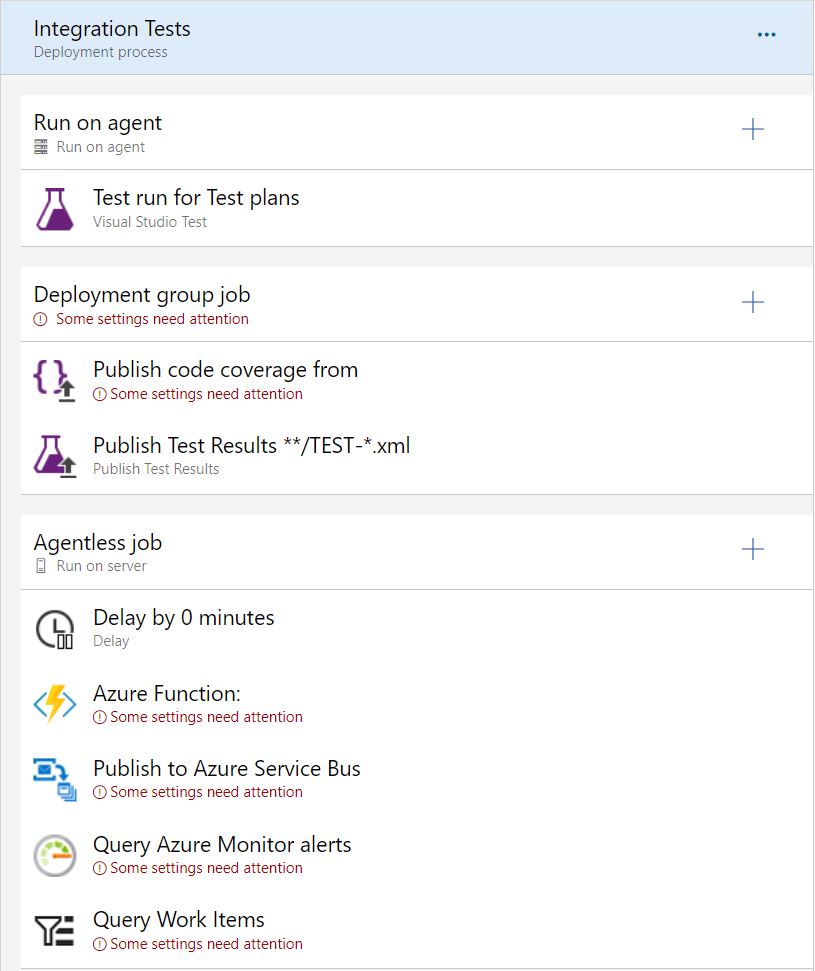 Integration Tests
Deployment process
Run on agent
Run on agent
Test run for Test plans
Visual Studio Test
Deployment group job
Some settings need attention
Publish code coverage from
Some settings need attention
Publish Test Results **/TEST-*.xml
Publish Test Results
Agentless job
Run on server
Delay by 0 minutes
Delay
Azure Function:
Some settings need attention
Publish to Azure Service Bus
Some settings need attention
Query Azure Monitor alerts
Some settings need attention
Query Work Items
Some settings need attention